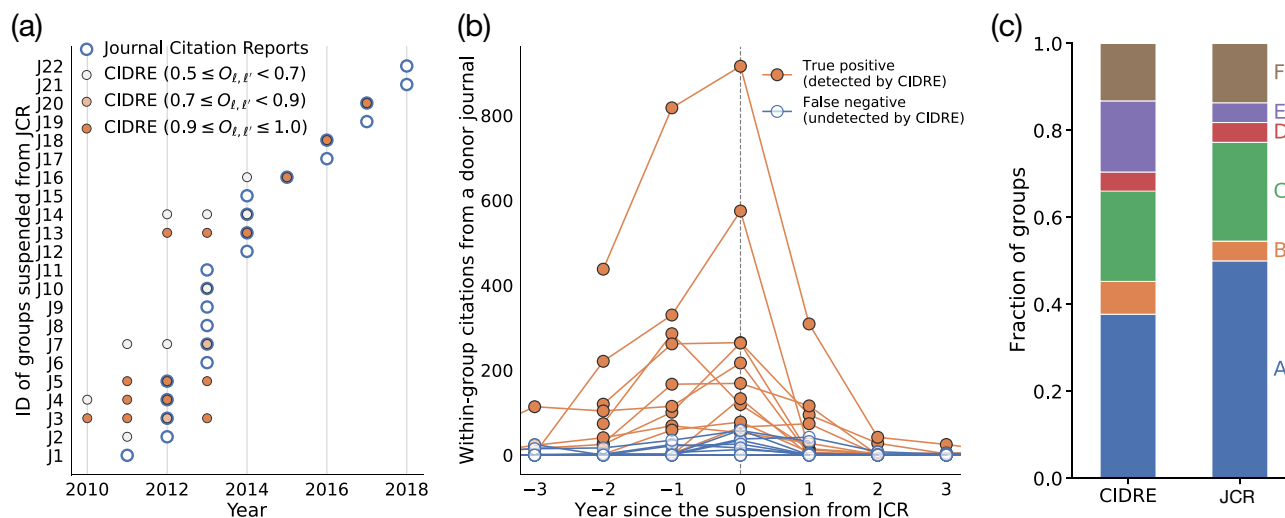 (a)
Journal Citation Reports
CIDRE (0.5 ≤ Oℓ,ℓ′ < 0.7)
CIDRE (0.7 ≤ Oℓ,ℓ′ < 0.9)
CIDRE (0.9 ≤ Oℓ,ℓ′ ≤ 1.0)
ID of groups suspended from JCR
J22
J21
J20
J19
J18
J17
J16
J15
J14
J13
J12
J11
J10
J9
J8
J7
J6
J5
J4
J3
J2
J1
2010 2012 2014 2016 2018
Year
(b)
True positive
(detected by CIDRE)
False negative
(undetected by CIDRE)
Within-group citations from a donor journal
800
600
400
200
0
−3 −2 −1 0 1 2 3
Year since the suspension from JCR
(c)
Fraction of groups
1.0
0.8
0.6
0.4
0.2
0.0
F
E
D
C
B
A
CIDRE JCR